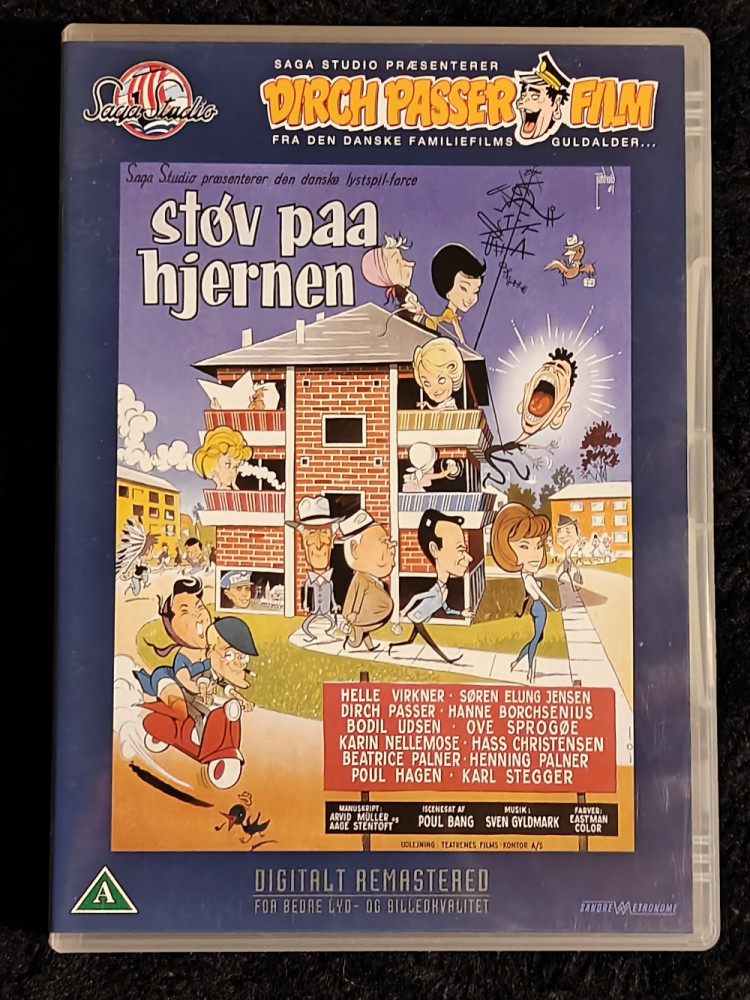 Saga Studio
SAGA STUDIO PRÆSENTERER
DIRCH PASSER FILM
FRA DEN DANSKE FAMILIEFILMS GULDALDER...
Saga Studio præsenterer den danske lystspil-farce
støv paa
hjernen
HELLE VIRKNER · SØREN ELUNG JENSEN
DIRCH PASSER · HANNE BORCHSENIUS
BODIL UDSEN · OVE SPROGØE
KARIN NELLEMOSE · HASS CHRISTENSEN
BEATRICE PALNER · HENNING PALNER
POUL HAGEN · KARL STEGGER
MANUSKRIPT:
ARVID MÜLLER og
AAGE STENTOFT
ISCENESAT AF
POUL BANG
MUSIK:
SVEN GYLDMARK
FARVER:
EASTMAN
COLOR
UDLEJNING: TEATRENES FILMS-KONTOR A/S
A
DIGITALT REMASTERED
FOR BEDRE LYD- OG BILLEDKVALITET
SANDREW METRONOME